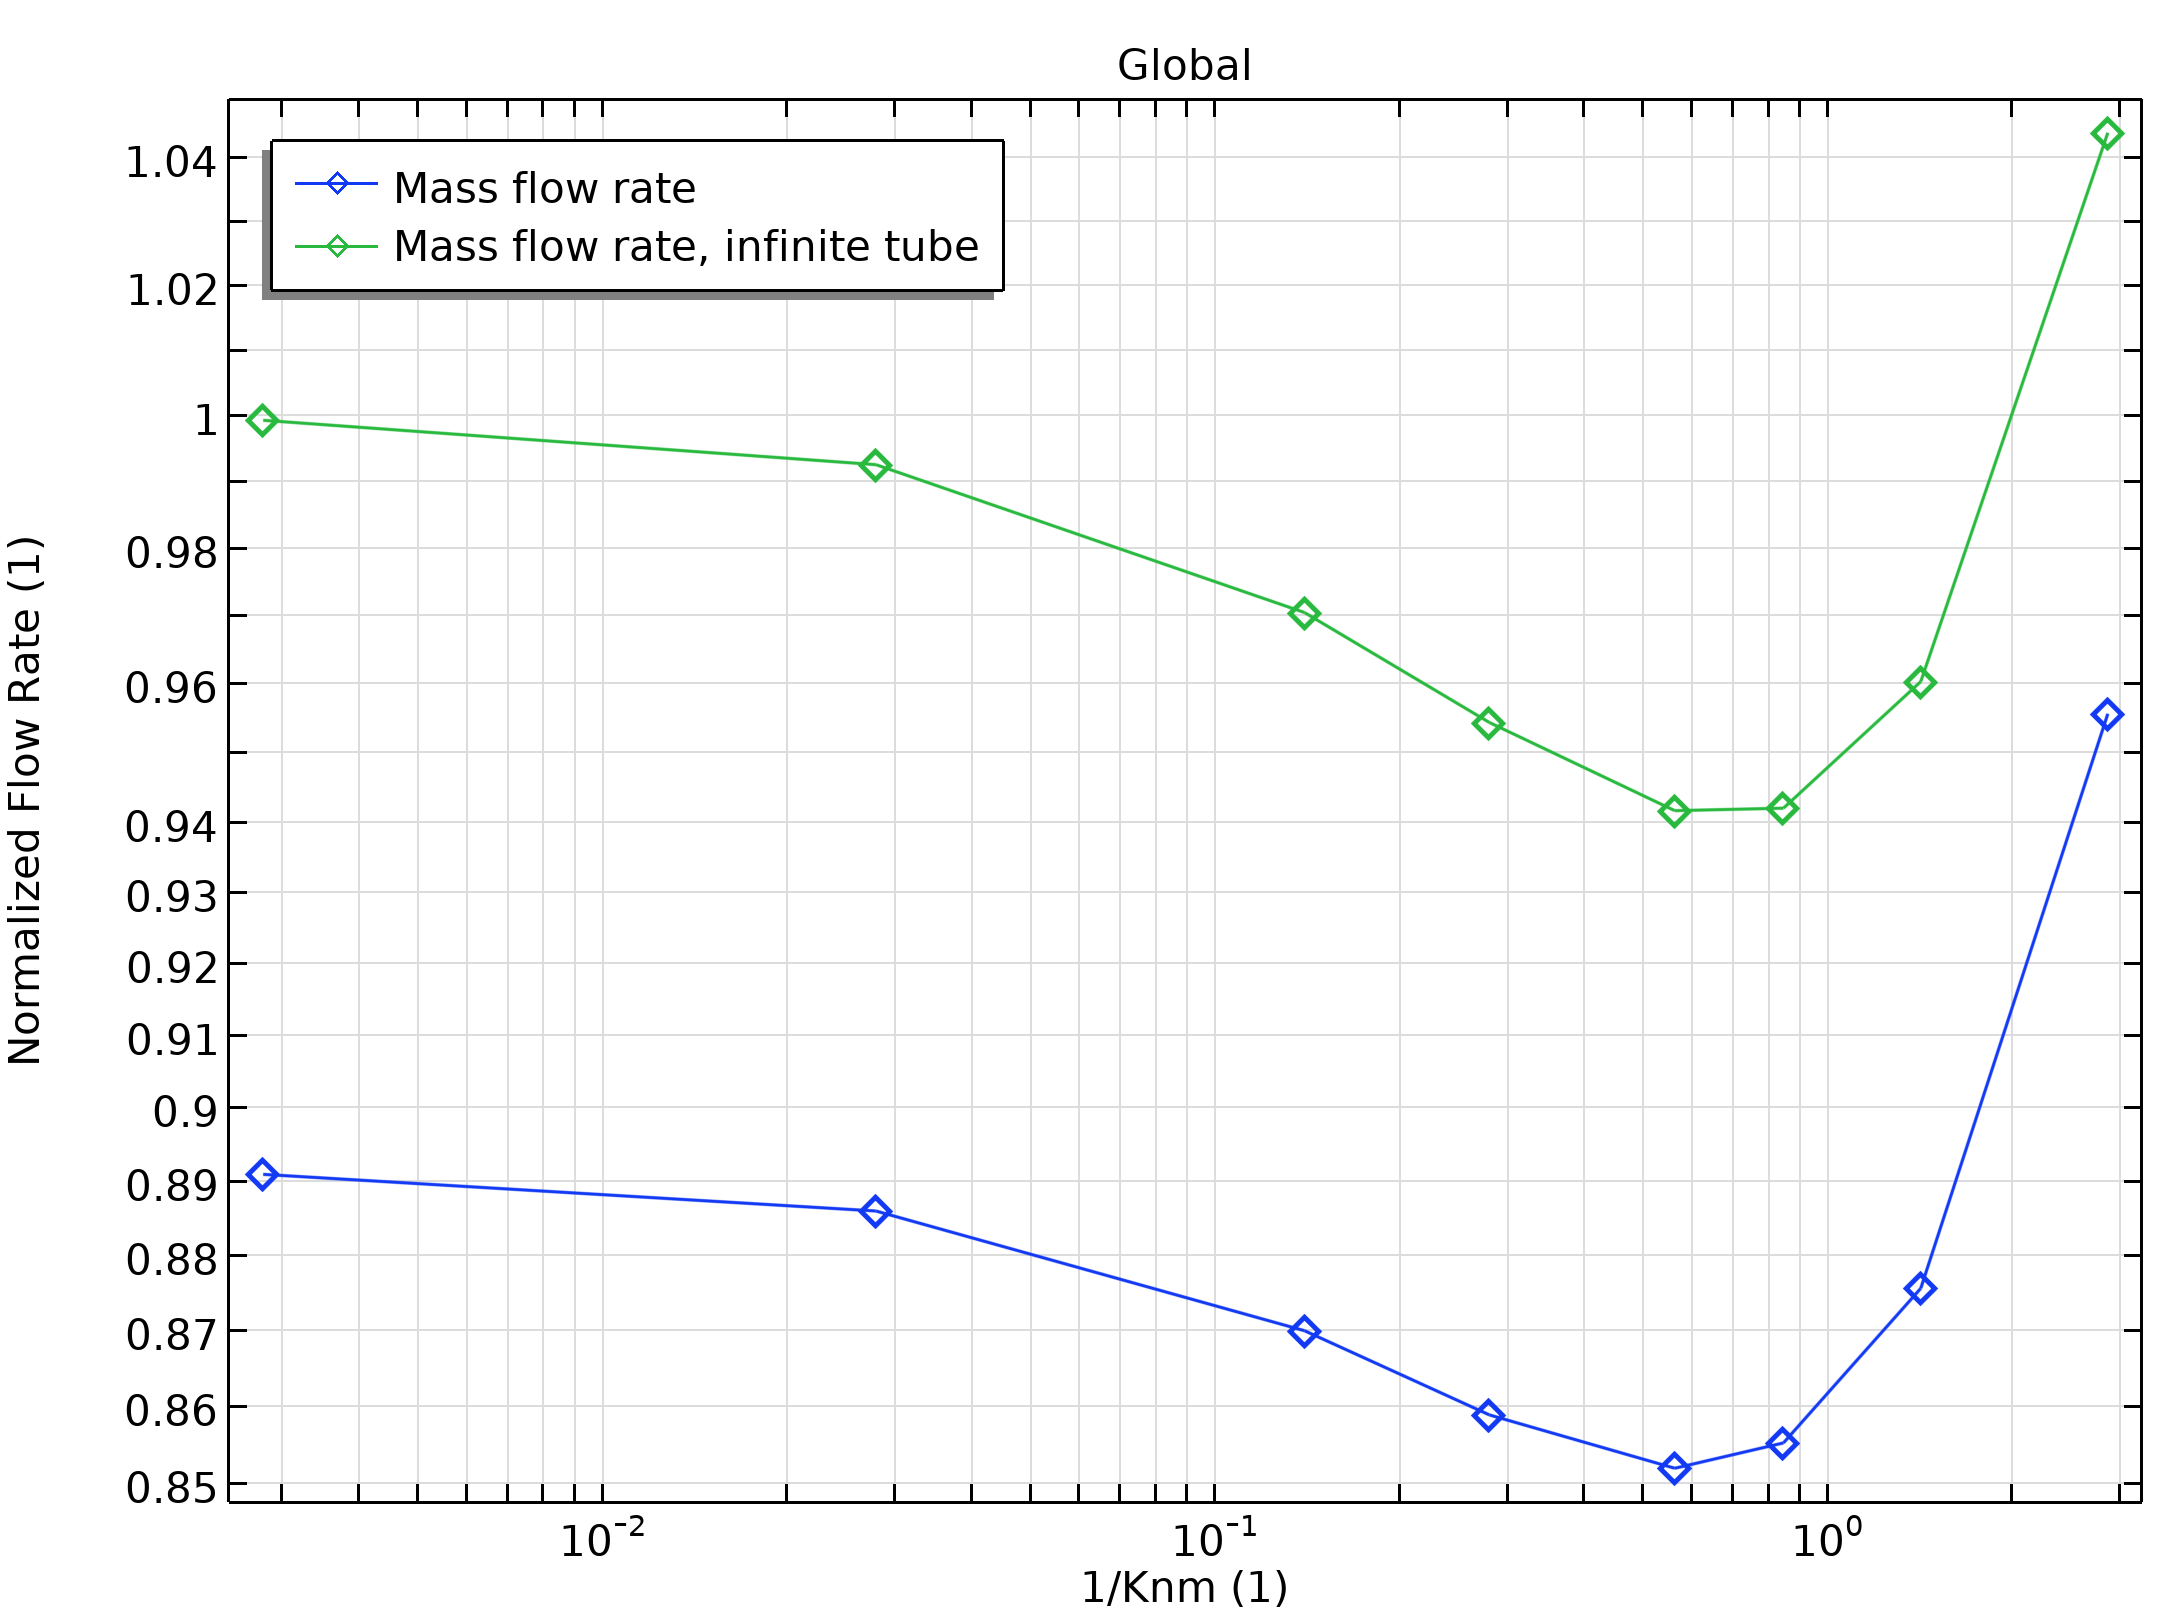 Global
Mass flow rate
Mass flow rate, infinite tube
Normalized Flow Rate (1)
1.04
1.02
1
0.98
0.96
0.94
0.93
0.92
0.91
0.9
0.89
0.88
0.87
0.86
0.85
10⁻² 10⁻¹ 10⁰
1/Knm (1)